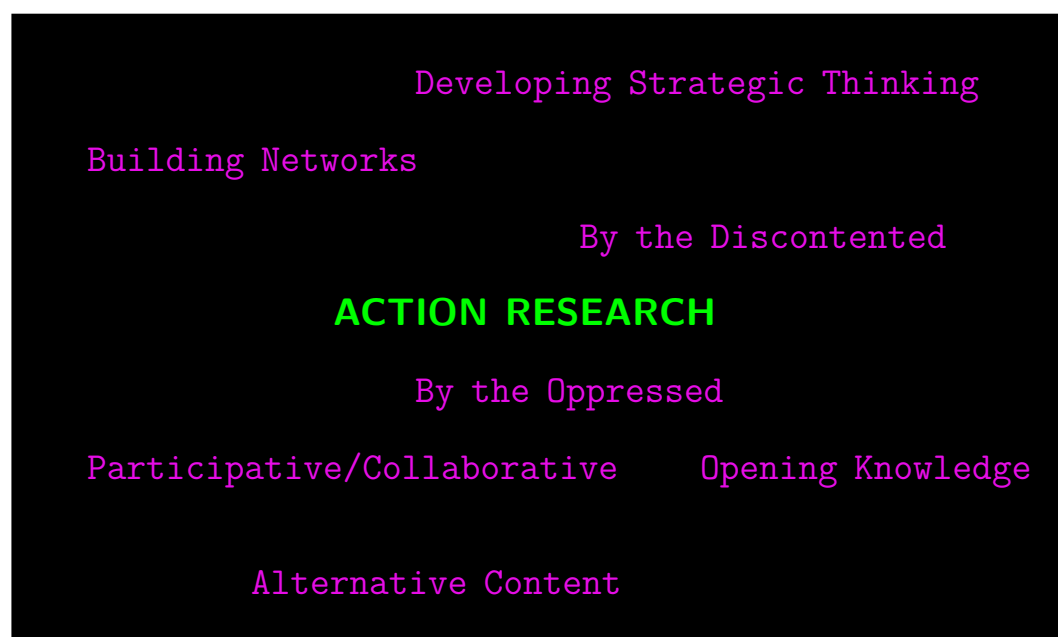 Developing Strategic Thinking
Building Networks
By the Discontented
ACTION RESEARCH
By the Oppressed
Participative/Collaborative Opening Knowledge
Alternative Content